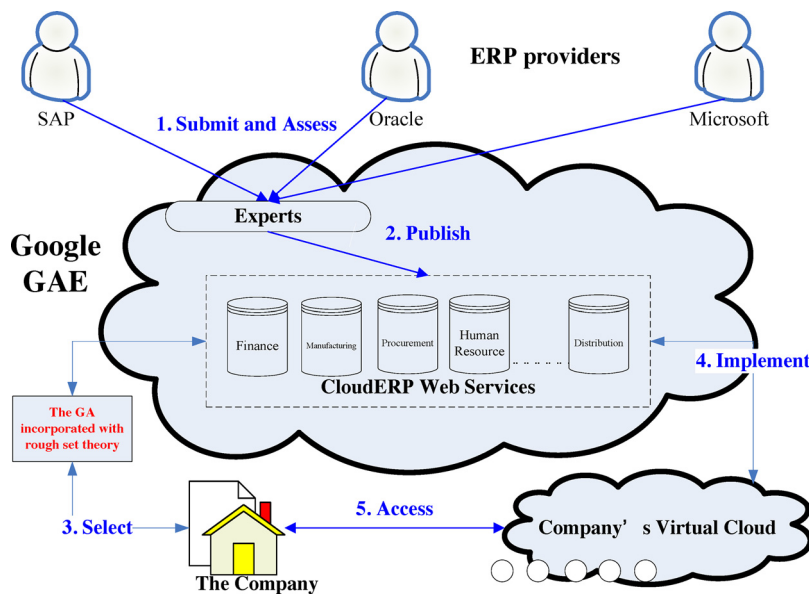 ERP providers
SAP
Oracle
Microsoft
1. Submit and Assess
Experts
2. Publish
Google
GAE
Finance
Manufacturing
Procurement
Human
Resource
Distribution
CloudERP Web Services
4. Implement
The GA
incorporated with
rough set theory
3. Select
5. Access
The Company
Company’ s Virtual Cloud